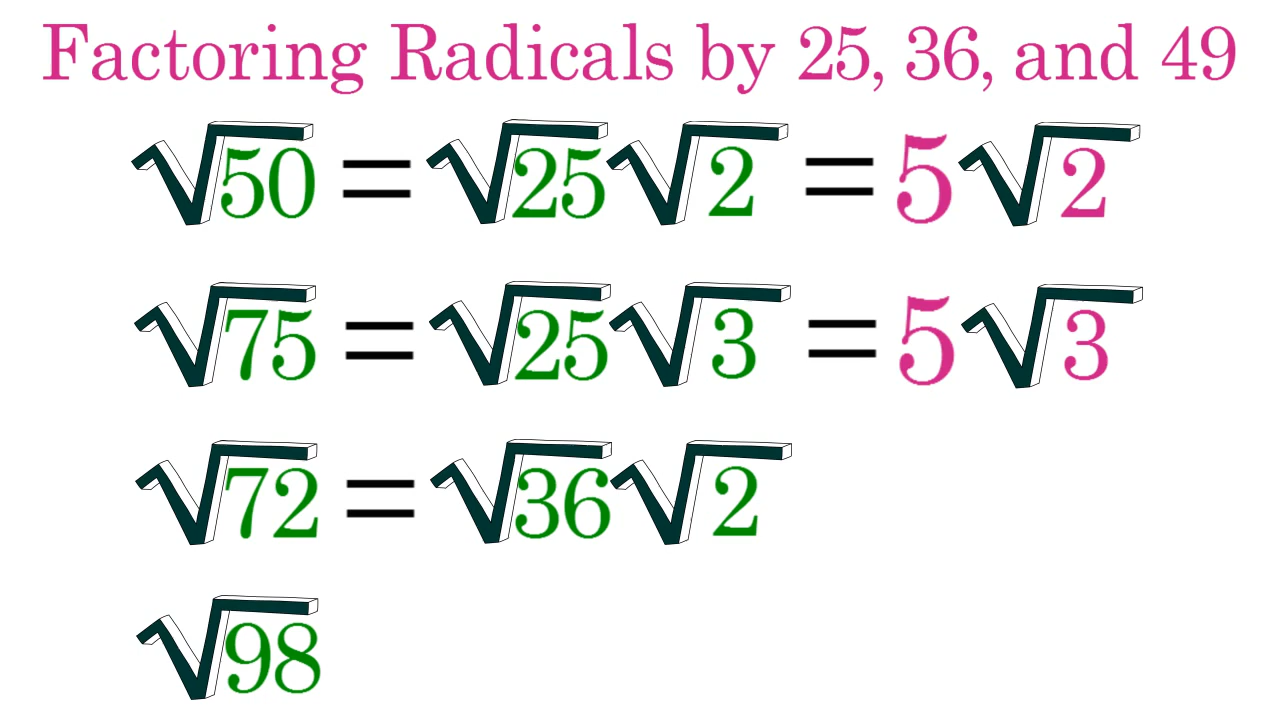 Factoring Radicals by 25, 36, and 49
√50 = √25√2 = 5√2
√75 = √25√3 = 5√3
√72 = √36√2
√98